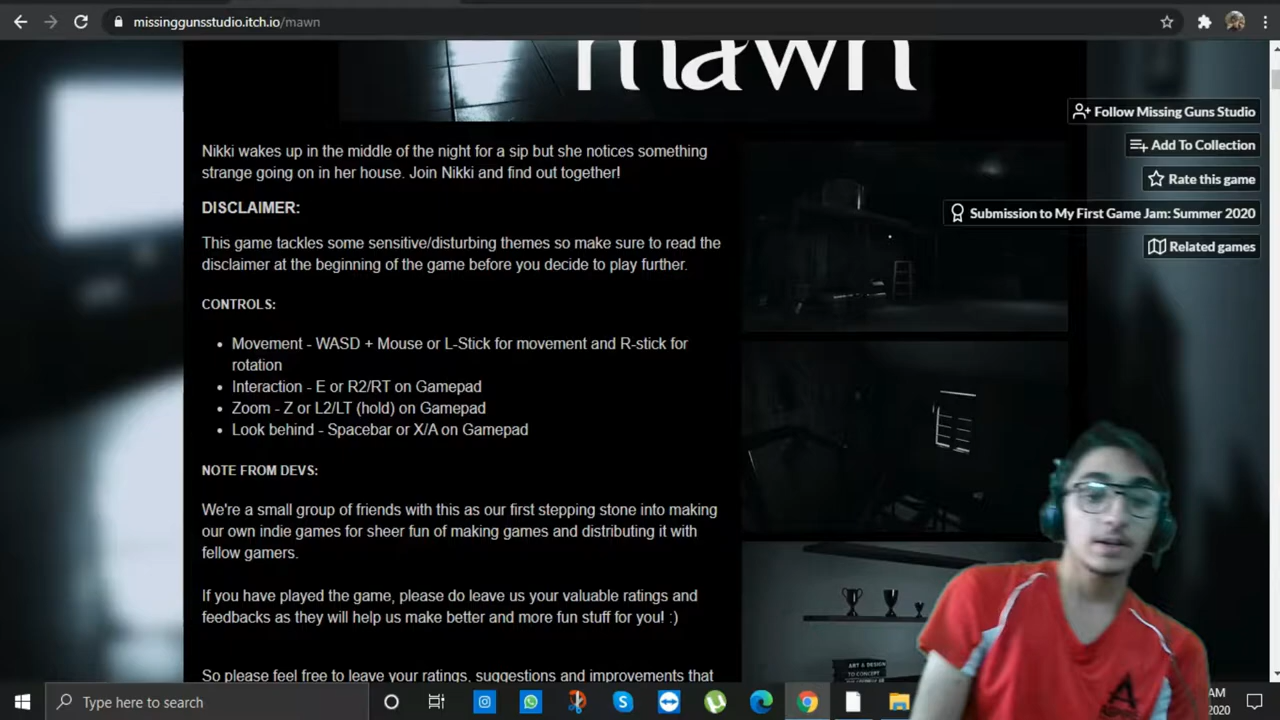 missinggunsstudio.itch.io/mawn
mawn
Follow Missing Guns Studio
Add To Collection
Rate this game
Submission to My First Game Jam: Summer 2020
Related games
Nikki wakes up in the middle of the night for a sip but she notices something
strange going on in her house. Join Nikki and find out together!
DISCLAIMER:
This game tackles some sensitive/disturbing themes so make sure to read the
disclaimer at the beginning of the game before you decide to play further.
CONTROLS:
Movement - WASD + Mouse or L-Stick for movement and R-stick for
rotation
Interaction - E or R2/RT on Gamepad
Zoom - Z or L2/LT (hold) on Gamepad
Look behind - Spacebar or X/A on Gamepad
NOTE FROM DEVS:
We're a small group of friends with this as our first stepping stone into making
our own indie games for sheer fun of making games and distributing it with
fellow gamers.
If you have played the game, please do leave us your valuable ratings and
feedbacks as they will help us make better and more fun stuff for you! :)
So please feel free to leave your ratings, suggestions and improvements that
ART & DESIGN
TO CONCEPT
Type here to search
AM
2020